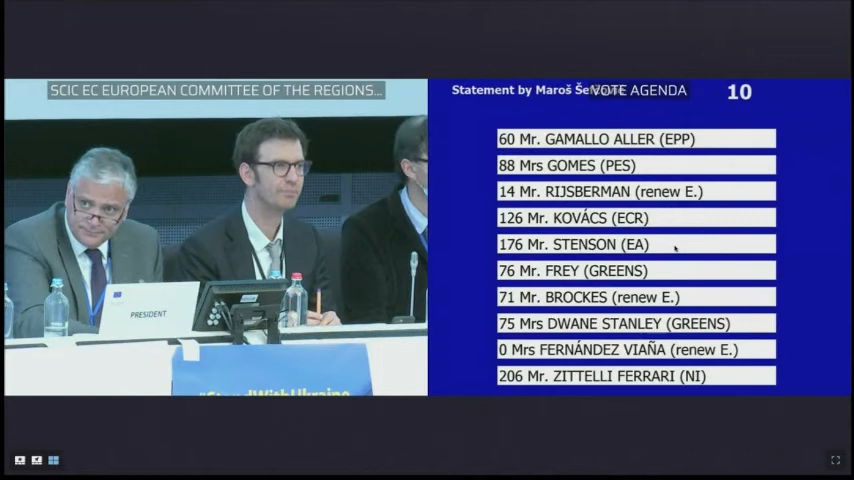 SCIC EC EUROPEAN COMMITTEE OF THE REGIONS...
Statement by Maroš VOTE AGENDA 10
60 Mr. GAMALLO ALLER (EPP)
88 Mrs GOMES (PES)
14 Mr. RIJSBERMAN (renew E.)
126 Mr. KOVÁCS (ECR)
176 Mr. STENSON (EA)
76 Mr. FREY (GREENS)
71 Mr. BROCKES (renew E.)
75 Mrs DWANE STANLEY (GREENS)
0 Mrs FERNÁNDEZ VIAÑA (renew E.)
206 Mr. ZITTELLI FERRARI (NI)
PRESIDENT
#StandWithUkraine